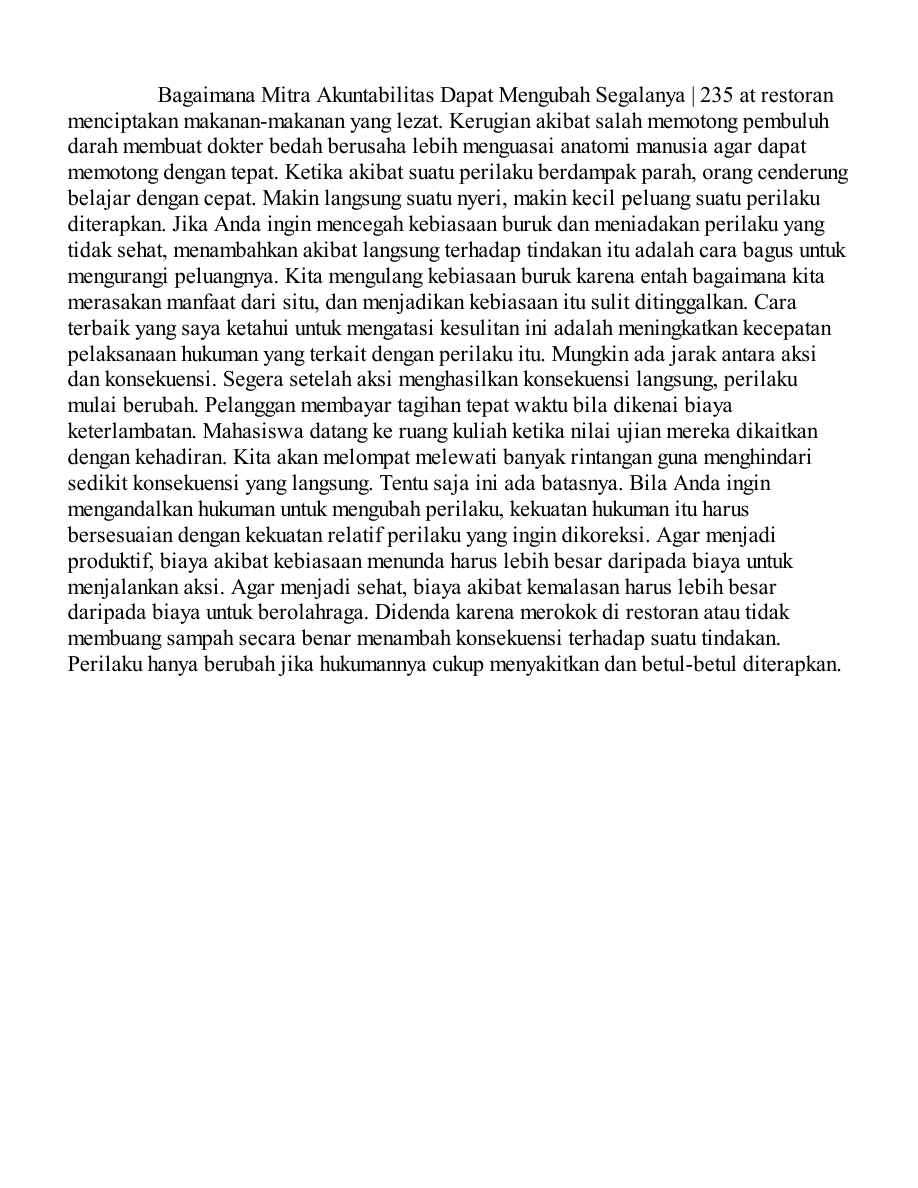 Bagaimana Mitra Akuntabilitas Dapat Mengubah Segalanya | 235 at restoran
menciptakan makanan-makanan yang lezat. Kerugian akibat salah memotong pembuluh
darah membuat dokter bedah berusaha lebih menguasai anatomi manusia agar dapat
memotong dengan tepat. Ketika akibat suatu perilaku berdampak parah, orang cenderung
belajar dengan cepat. Makin langsung suatu nyeri, makin kecil peluang suatu perilaku
diterapkan. Jika Anda ingin mencegah kebiasaan buruk dan meniadakan perilaku yang
tidak sehat, menambahkan akibat langsung terhadap tindakan itu adalah cara bagus untuk
mengurangi peluangnya. Kita mengulang kebiasaan buruk karena entah bagaimana kita
merasakan manfaat dari situ, dan menjadikan kebiasaan itu sulit ditinggalkan. Cara
terbaik yang saya ketahui untuk mengatasi kesulitan ini adalah meningkatkan kecepatan
pelaksanaan hukuman yang terkait dengan perilaku itu. Mungkin ada jarak antara aksi
dan konsekuensi. Segera setelah aksi menghasilkan konsekuensi langsung, perilaku
mulai berubah. Pelanggan membayar tagihan tepat waktu bila dikenai biaya
keterlambatan. Mahasiswa datang ke ruang kuliah ketika nilai ujian mereka dikaitkan
dengan kehadiran. Kita akan melompat melewati banyak rintangan guna menghindari
sedikit konsekuensi yang langsung. Tentu saja ini ada batasnya. Bila Anda ingin
mengandalkan hukuman untuk mengubah perilaku, kekuatan hukuman itu harus
bersesuaian dengan kekuatan relatif perilaku yang ingin dikoreksi. Agar menjadi
produktif, biaya akibat kebiasaan menunda harus lebih besar daripada biaya untuk
menjalankan aksi. Agar menjadi sehat, biaya akibat kemalasan harus lebih besar
daripada biaya untuk berolahraga. Didenda karena merokok di restoran atau tidak
membuang sampah secara benar menambah konsekuensi terhadap suatu tindakan.
Perilaku hanya berubah jika hukumannya cukup menyakitkan dan betul-betul diterapkan.